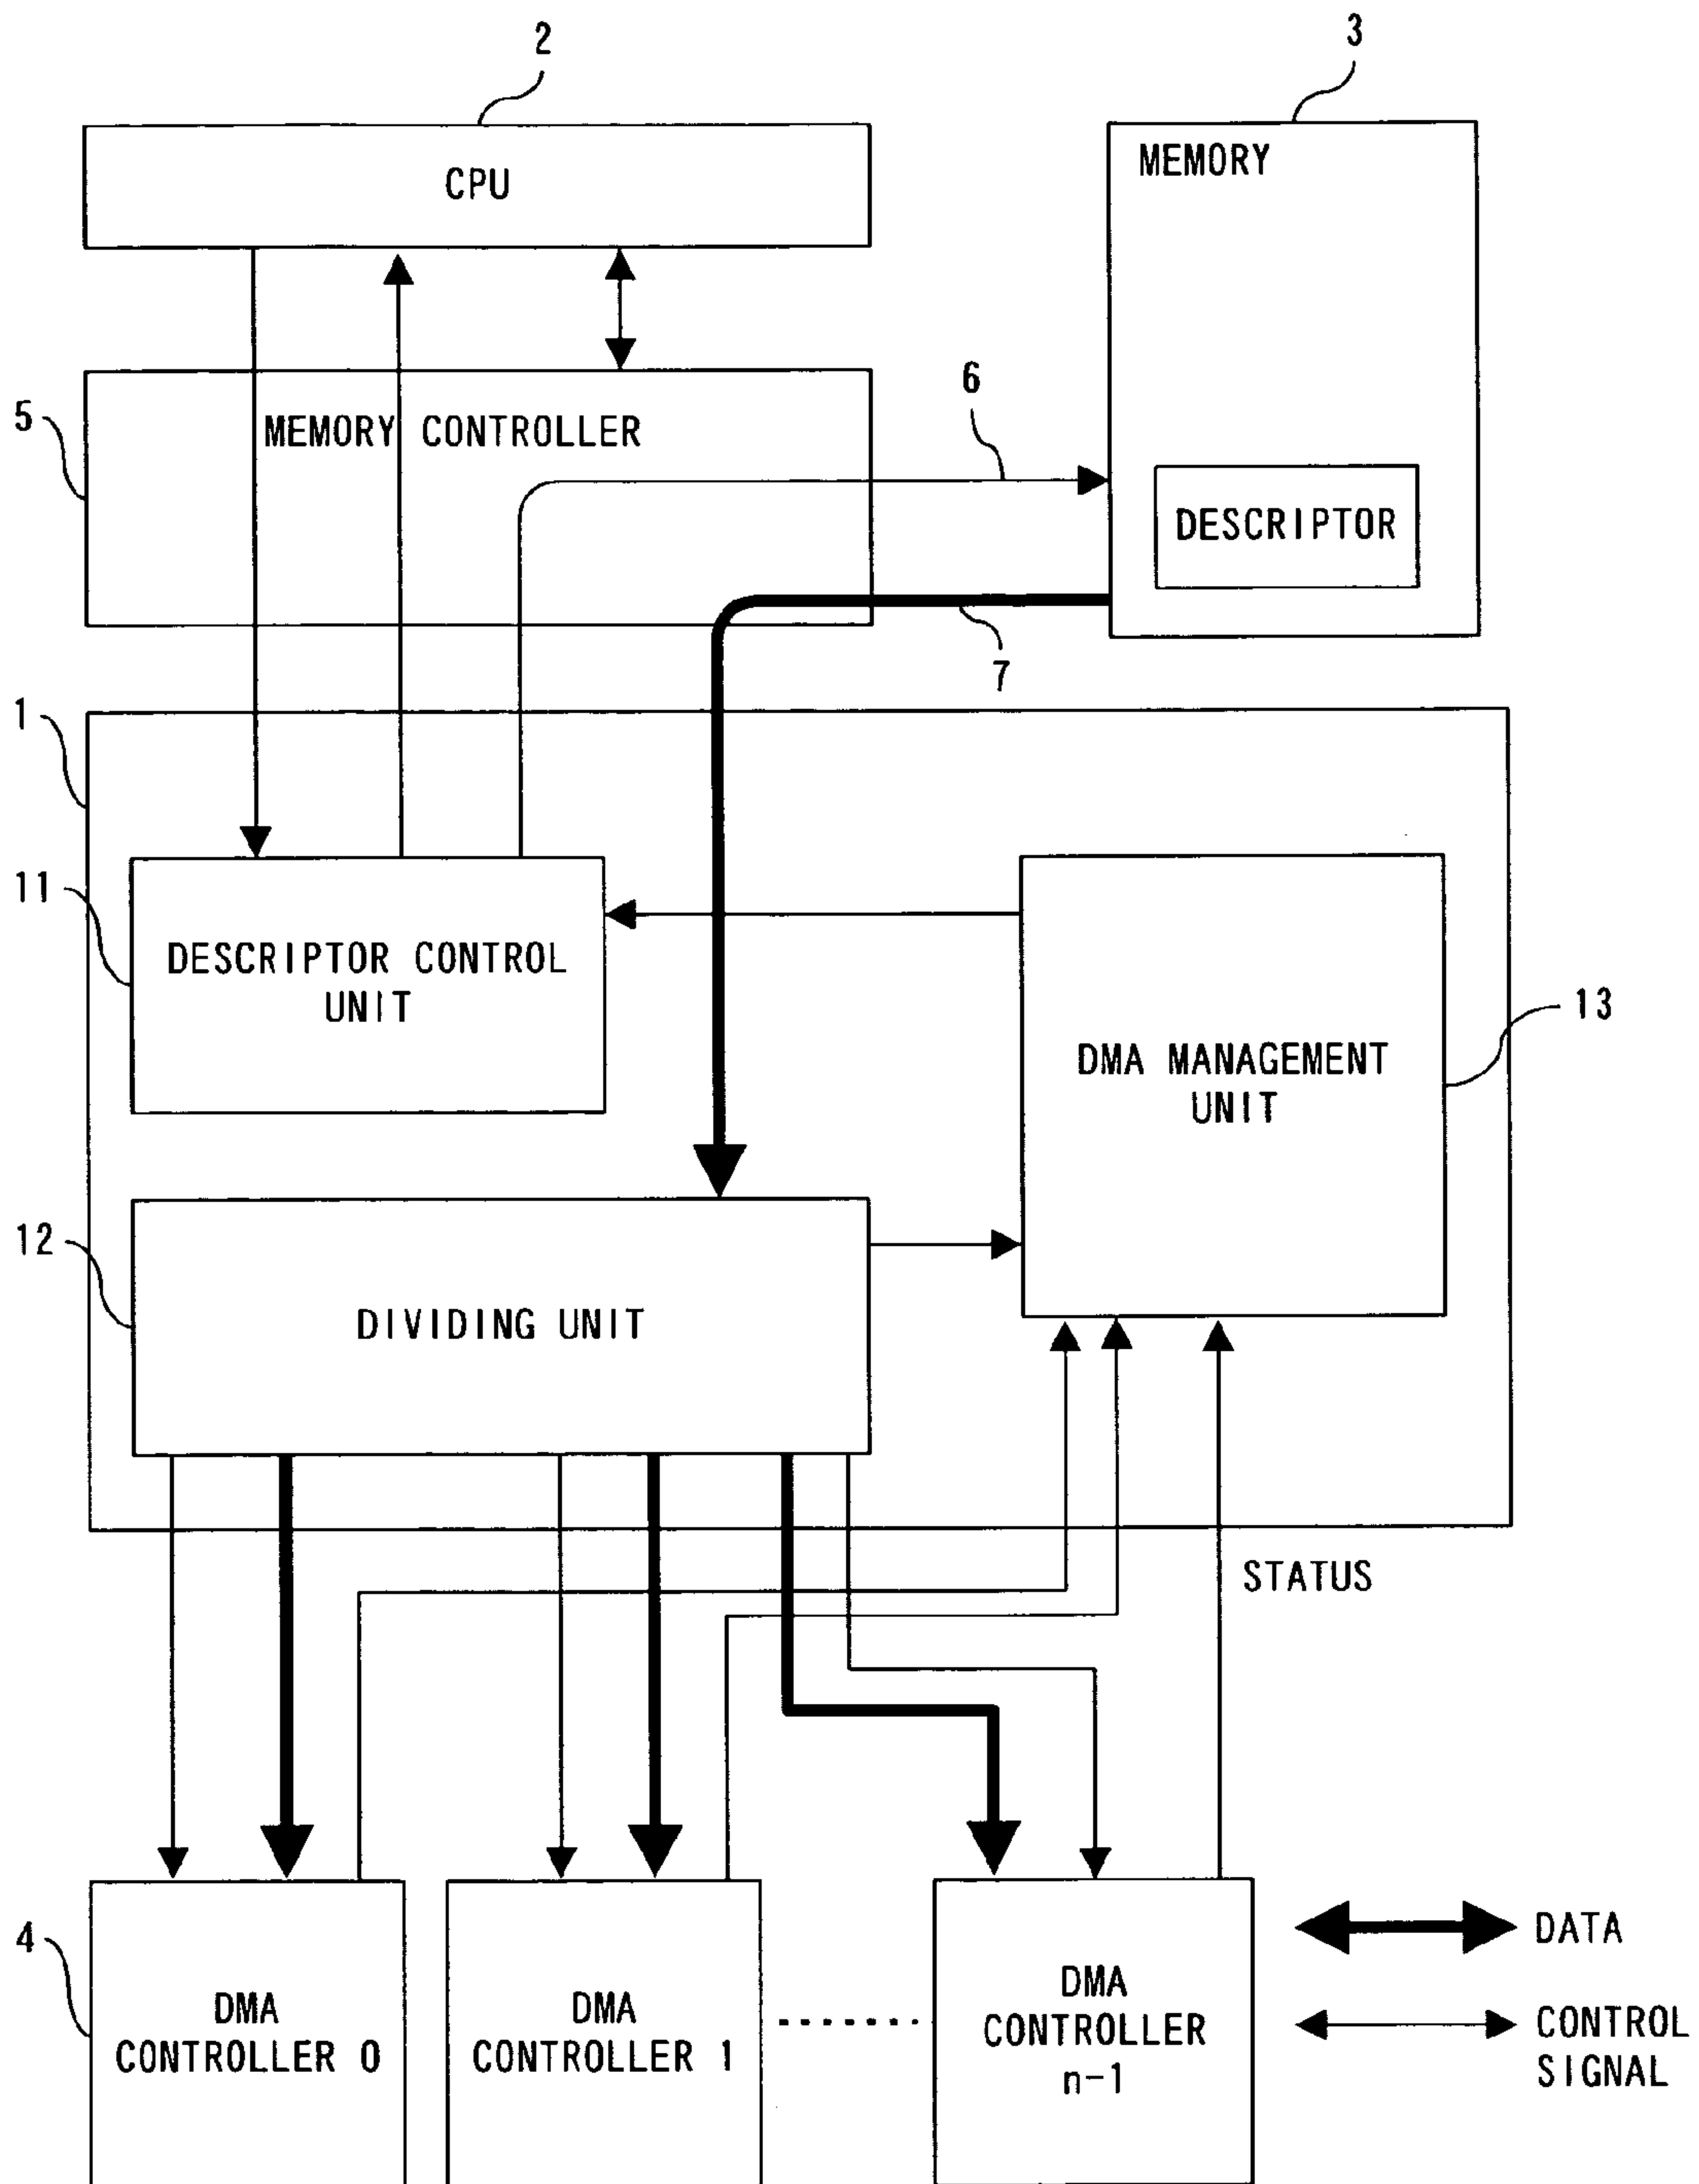 2
3
CPU
MEMORY
5
MEMORY CONTROLLER
6
DESCRIPTOR
7
1
11
DESCRIPTOR CONTROL
UNIT
13
DMA MANAGEMENT
UNIT
12
DIVIDING UNIT
STATUS
4
DMA
CONTROLLER 0
DMA
CONTROLLER 1
DMA
CONTROLLER
n-1
DATA
CONTROL
SIGNAL